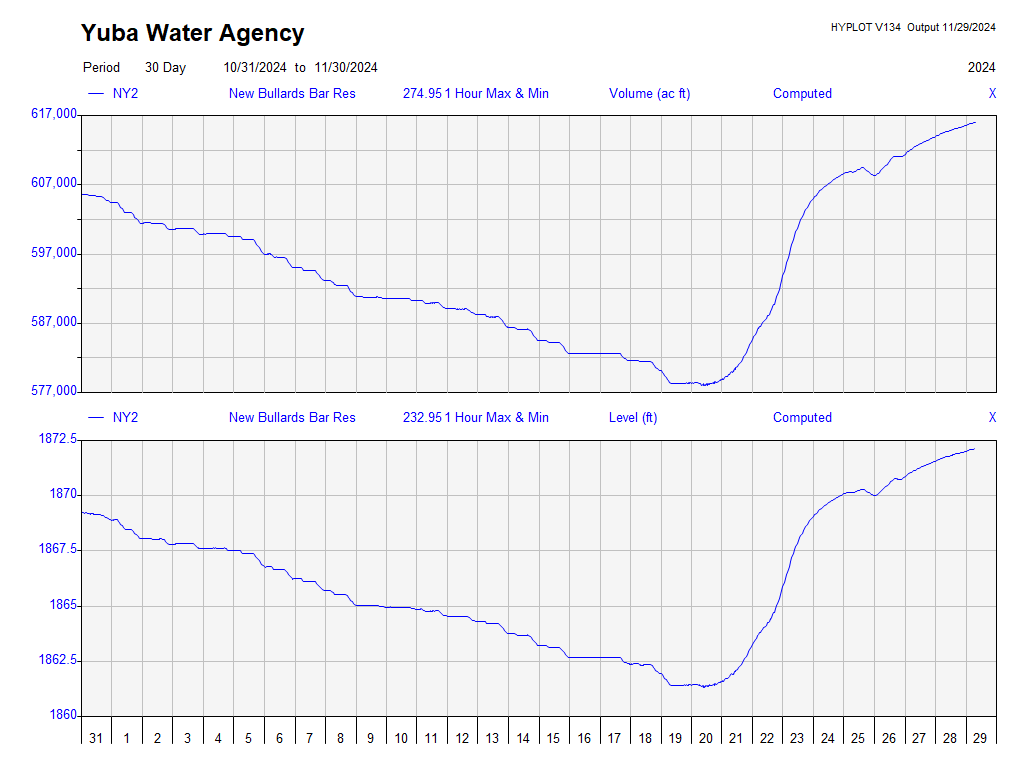 Yuba Water Agency
HYPLOT V134 Output 11/29/2024
Period 30 Day 10/31/2024 to 11/30/2024 2024
NY2 New Bullards Bar Res 274.95 1 Hour Max & Min Volume (ac ft) Computed X
617,000
607,000
597,000
587,000
577,000
NY2 New Bullards Bar Res 232.95 1 Hour Max & Min Level (ft) Computed X
1872.5
1870
1867.5
1865
1862.5
1860
31 1 2 3 4 5 6 7 8 9 10 11 12 13 14 15 16 17 18 19 20 21 22 23 24 25 26 27 28 29